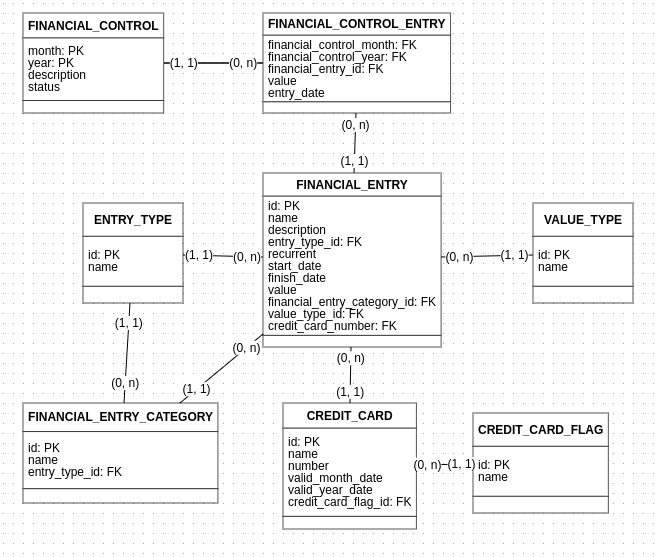 FINANCIAL_CONTROL
month: PK
year: PK
description
status
(1, 1)
(0, n)
FINANCIAL_CONTROL_ENTRY
financial_control_month: FK
financial_control_year: FK
financial_entry_id: FK
value
entry_date
(0, n)
(1, 1)
FINANCIAL_ENTRY
id: PK
name
description
entry_type_id: FK
recurrent
start_date
finish_date
value
financial_entry_category_id: FK
value_type_id: FK
credit_card_number: FK
ENTRY_TYPE
id: PK
name
(1, 1)
(0, n)
(0, n)
(1, 1)
VALUE_TYPE
id: PK
name
(1, 1)
(0, n)
(0, n)
(1, 1)
(0, n)
(1, 1)
FINANCIAL_ENTRY_CATEGORY
id: PK
name
entry_type_id: FK
CREDIT_CARD
id: PK
name
number
valid_month_date
valid_year_date
credit_card_flag_id: FK
(0, n)
(1, 1)
CREDIT_CARD_FLAG
id: PK
name